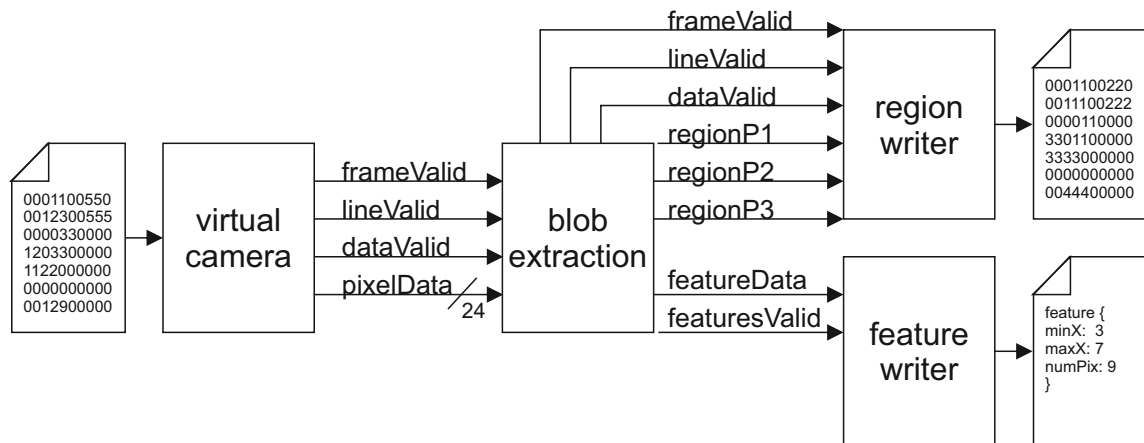 0001100550
0012300555
0000330000
1203300000
1122000000
0000000000
0012900000
virtual
camera
frameValid
lineValid
dataValid
pixelData
24
blob
extraction
frameValid
lineValid
dataValid
regionP1
regionP2
regionP3
featureData
featuresValid
region
writer
0001100220
0011100222
0000110000
3301100000
3333000000
0000000000
0044400000
feature
writer
feature {
minX: 3
maxX: 7
numPix: 9
}